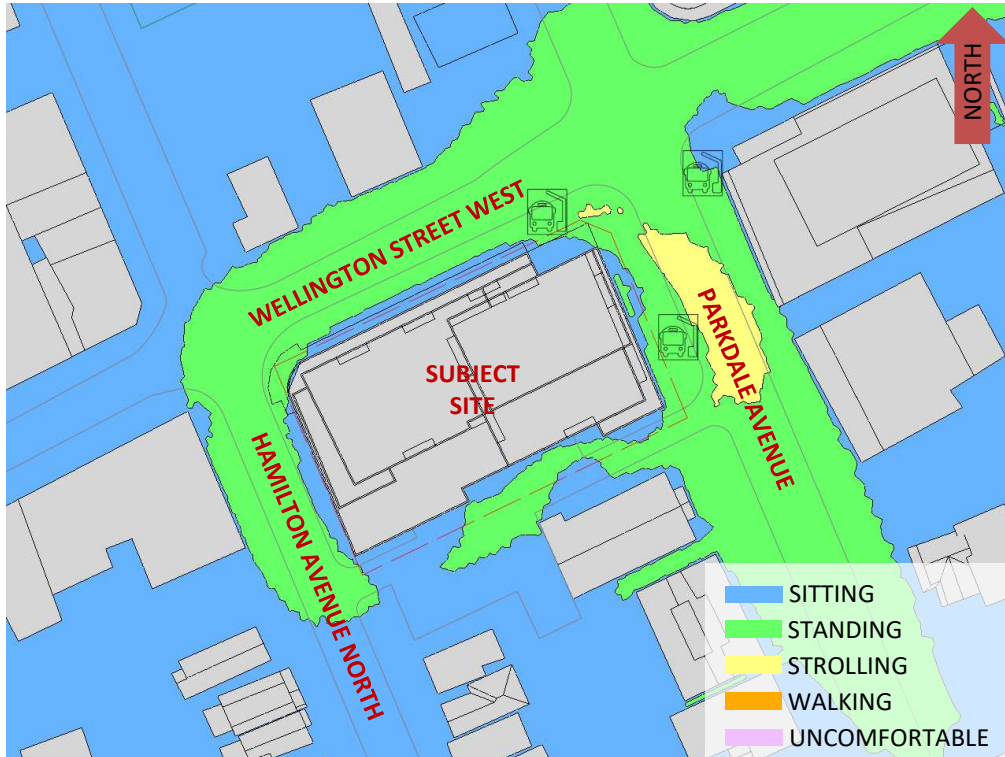 NORTH
WELLINGTON STREET WEST
PARKDALE AVENUE
SUBJECT
SITE
HAMILTON AVENUE NORTH
SITTING
STANDING
STROLLING
WALKING
UNCOMFORTABLE